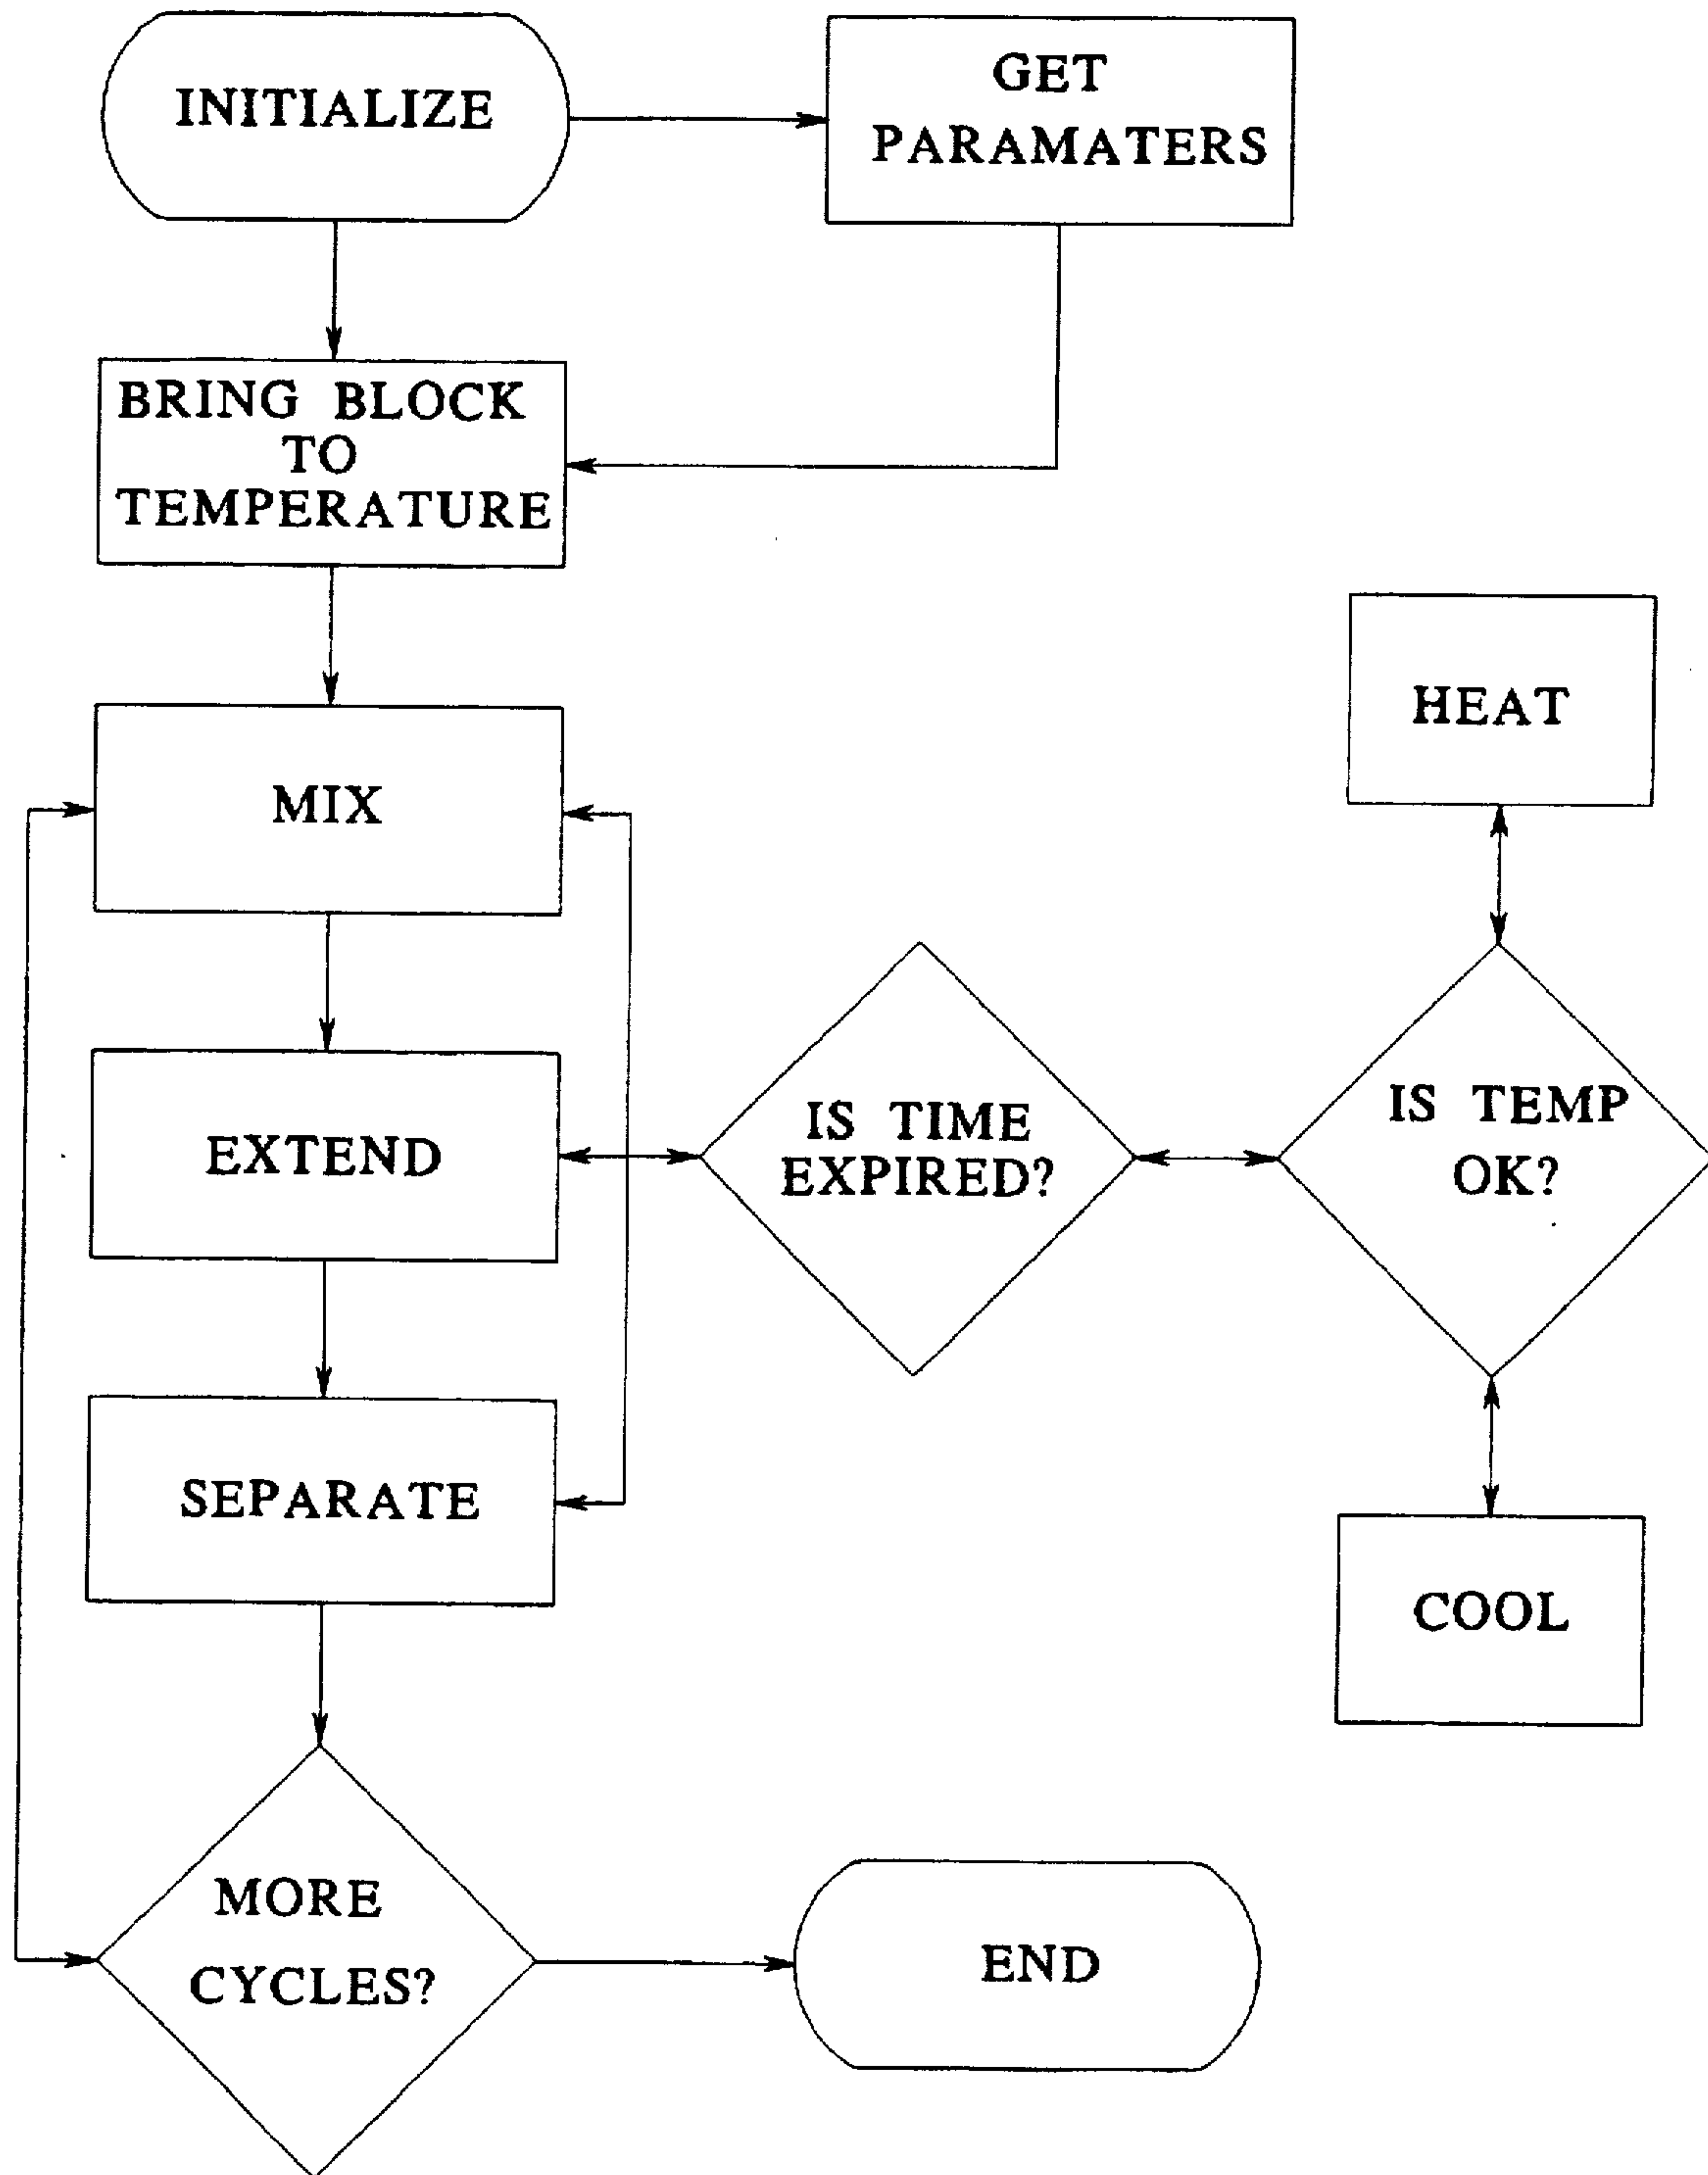 INITIALIZE
GET
PARAMATERS
BRING BLOCK
TO
TEMPERATURE
HEAT
MIX
IS TIME
EXPIRED?
IS TEMP
OK?
EXTEND
SEPARATE
COOL
MORE
CYCLES?
END